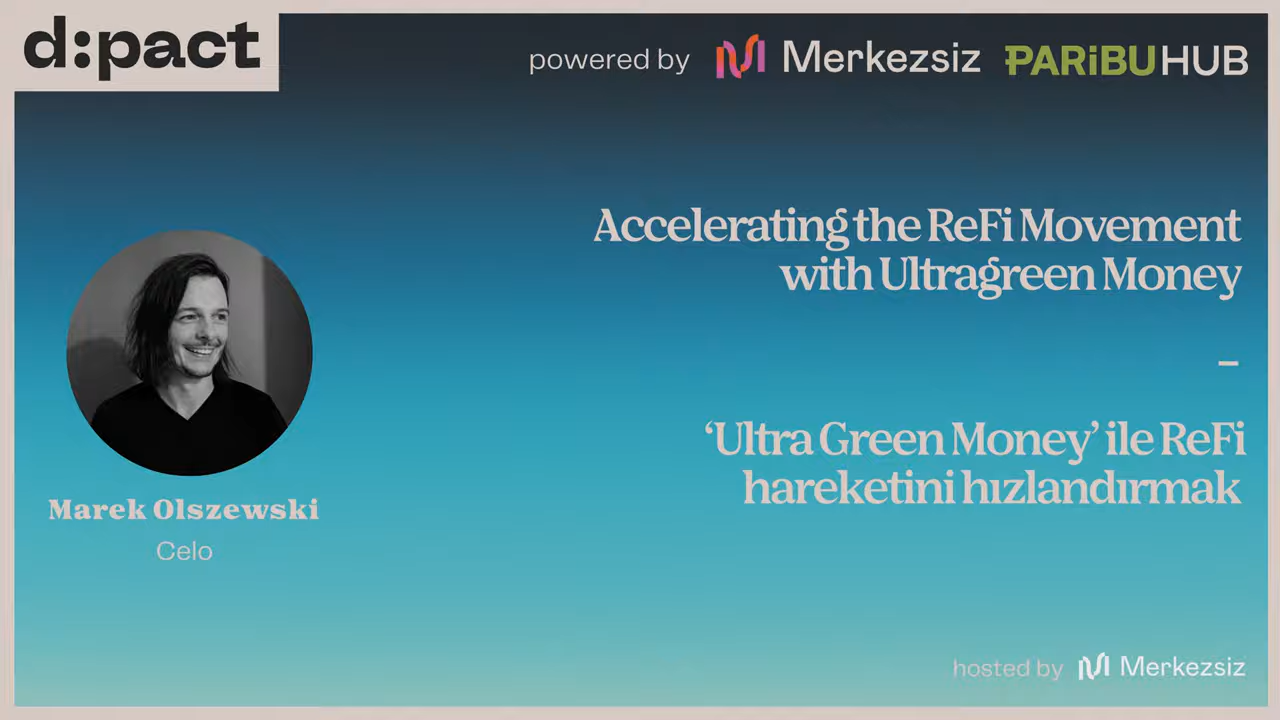 d:pact
powered by Merkezsiz PARiBU HUB
Accelerating the ReFi Movement
with Ultragreen Money
–
‘Ultra Green Money’ ile ReFi
hareketini hızlandırmak
Marek Olszewski
Celo
hosted by Merkezsiz